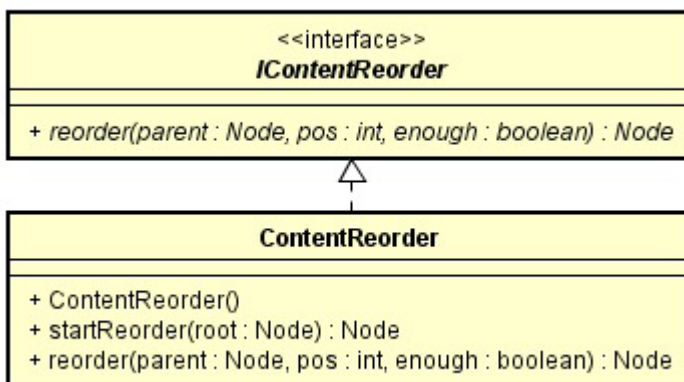 <<interface>>
IContentReorder
+ reorder(parent : Node, pos : int, enough : boolean) : Node
ContentReorder
+ ContentReorder()
+ startReorder(root : Node) : Node
+ reorder(parent : Node, pos : int, enough : boolean) : Node